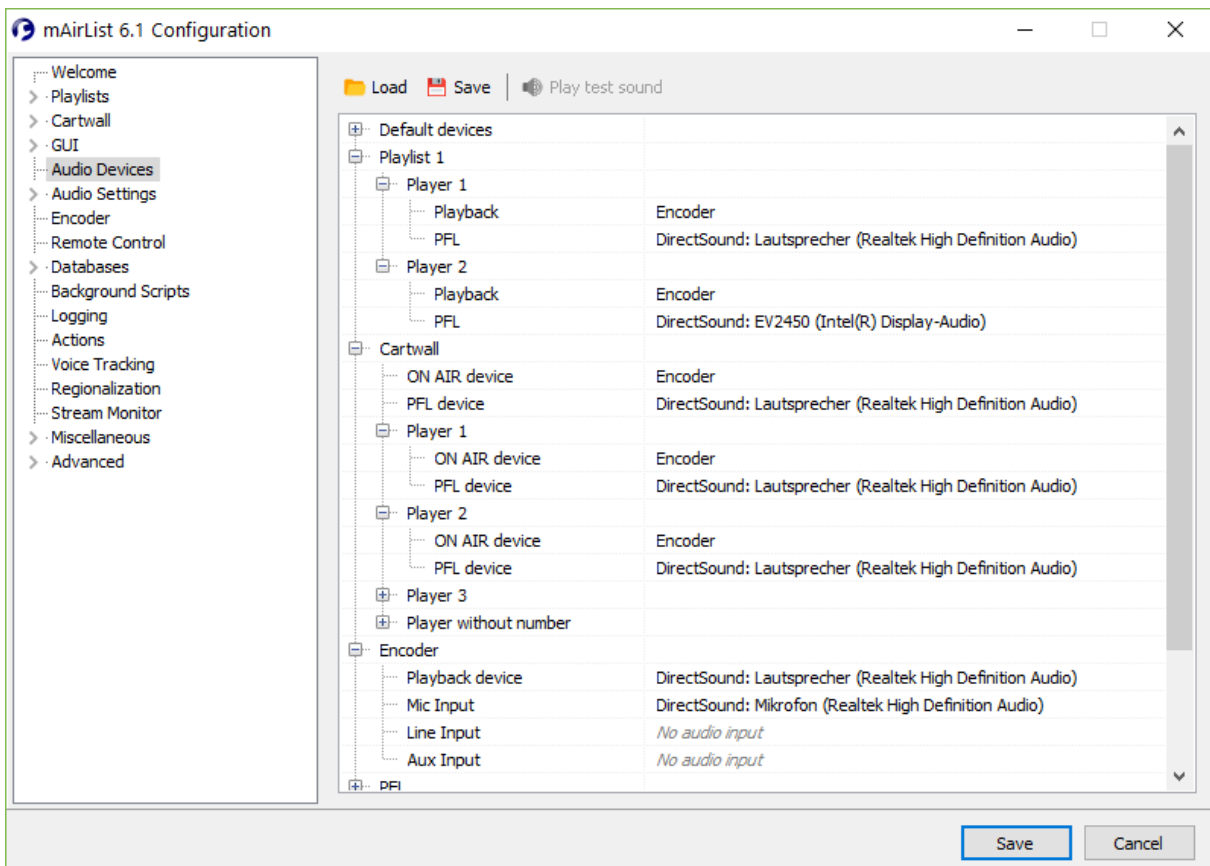 mAirList 6.1 Configuration
Welcome
Playlists
Cartwall
GUI
Audio Devices
Audio Settings
Encoder
Remote Control
Databases
Background Scripts
Logging
Actions
Voice Tracking
Regionalization
Stream Monitor
Miscellaneous
Advanced
Load Save Play test sound
Default devices
Playlist 1
Player 1
Playback Encoder
PFL DirectSound: Lautsprecher (Realtek High Definition Audio)
Player 2
Playback Encoder
PFL DirectSound: EV2450 (Intel(R) Display-Audio)
Cartwall
ON AIR device Encoder
PFL device DirectSound: Lautsprecher (Realtek High Definition Audio)
Player 1
ON AIR device Encoder
PFL device DirectSound: Lautsprecher (Realtek High Definition Audio)
Player 2
ON AIR device Encoder
PFL device DirectSound: Lautsprecher (Realtek High Definition Audio)
Player 3
Player without number
Encoder
Playback device DirectSound: Lautsprecher (Realtek High Definition Audio)
Mic Input DirectSound: Mikrofon (Realtek High Definition Audio)
Line Input No audio input
Aux Input No audio input
PFL
Save Cancel